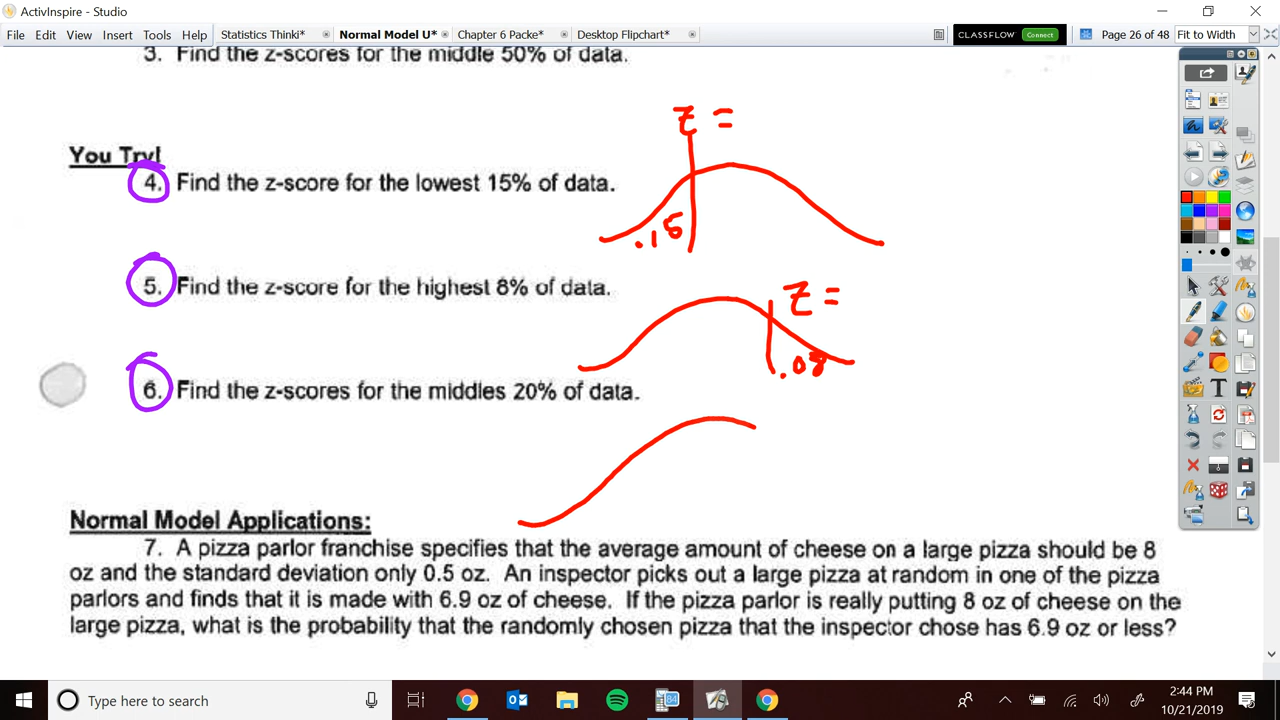 ActivInspire - Studio
File Edit View Insert Tools Help
Statistics Thinki*
Normal Model U*
Chapter 6 Packe*
Desktop Flipchart*
CLASSFLOW Connect
Page 26 of 48
Fit to Width
3. Find the z-scores for the middle 50% of data.
z =
You Try!
4. Find the z-score for the lowest 15% of data.
.15
5. Find the z-score for the highest 8% of data.
z =
.08
6. Find the z-scores for the middles 20% of data.
Normal Model Applications:
7. A pizza parlor franchise specifies that the average amount of cheese on a large pizza should be 8
oz and the standard deviation only 0.5 oz. An inspector picks out a large pizza at random in one of the pizza
parlors and finds that it is made with 6.9 oz of cheese. If the pizza parlor is really putting 8 oz of cheese on the
large pizza, what is the probability that the randomly chosen pizza that the inspector chose has 6.9 oz or less?
Type here to search
2:44 PM
10/21/2019